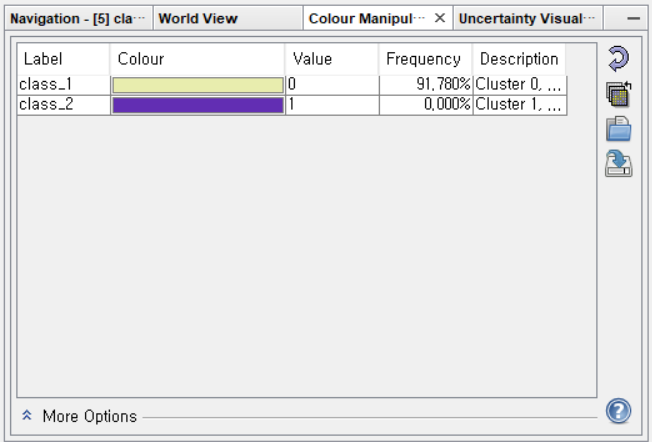 Navigation - [5] cla··· World View Colour Manipul··· × Uncertainty Visual···
Label Colour Value Frequency Description
class_1 0 91,780% Cluster 0, ...
class_2 1 0,000% Cluster 1, ...
More Options